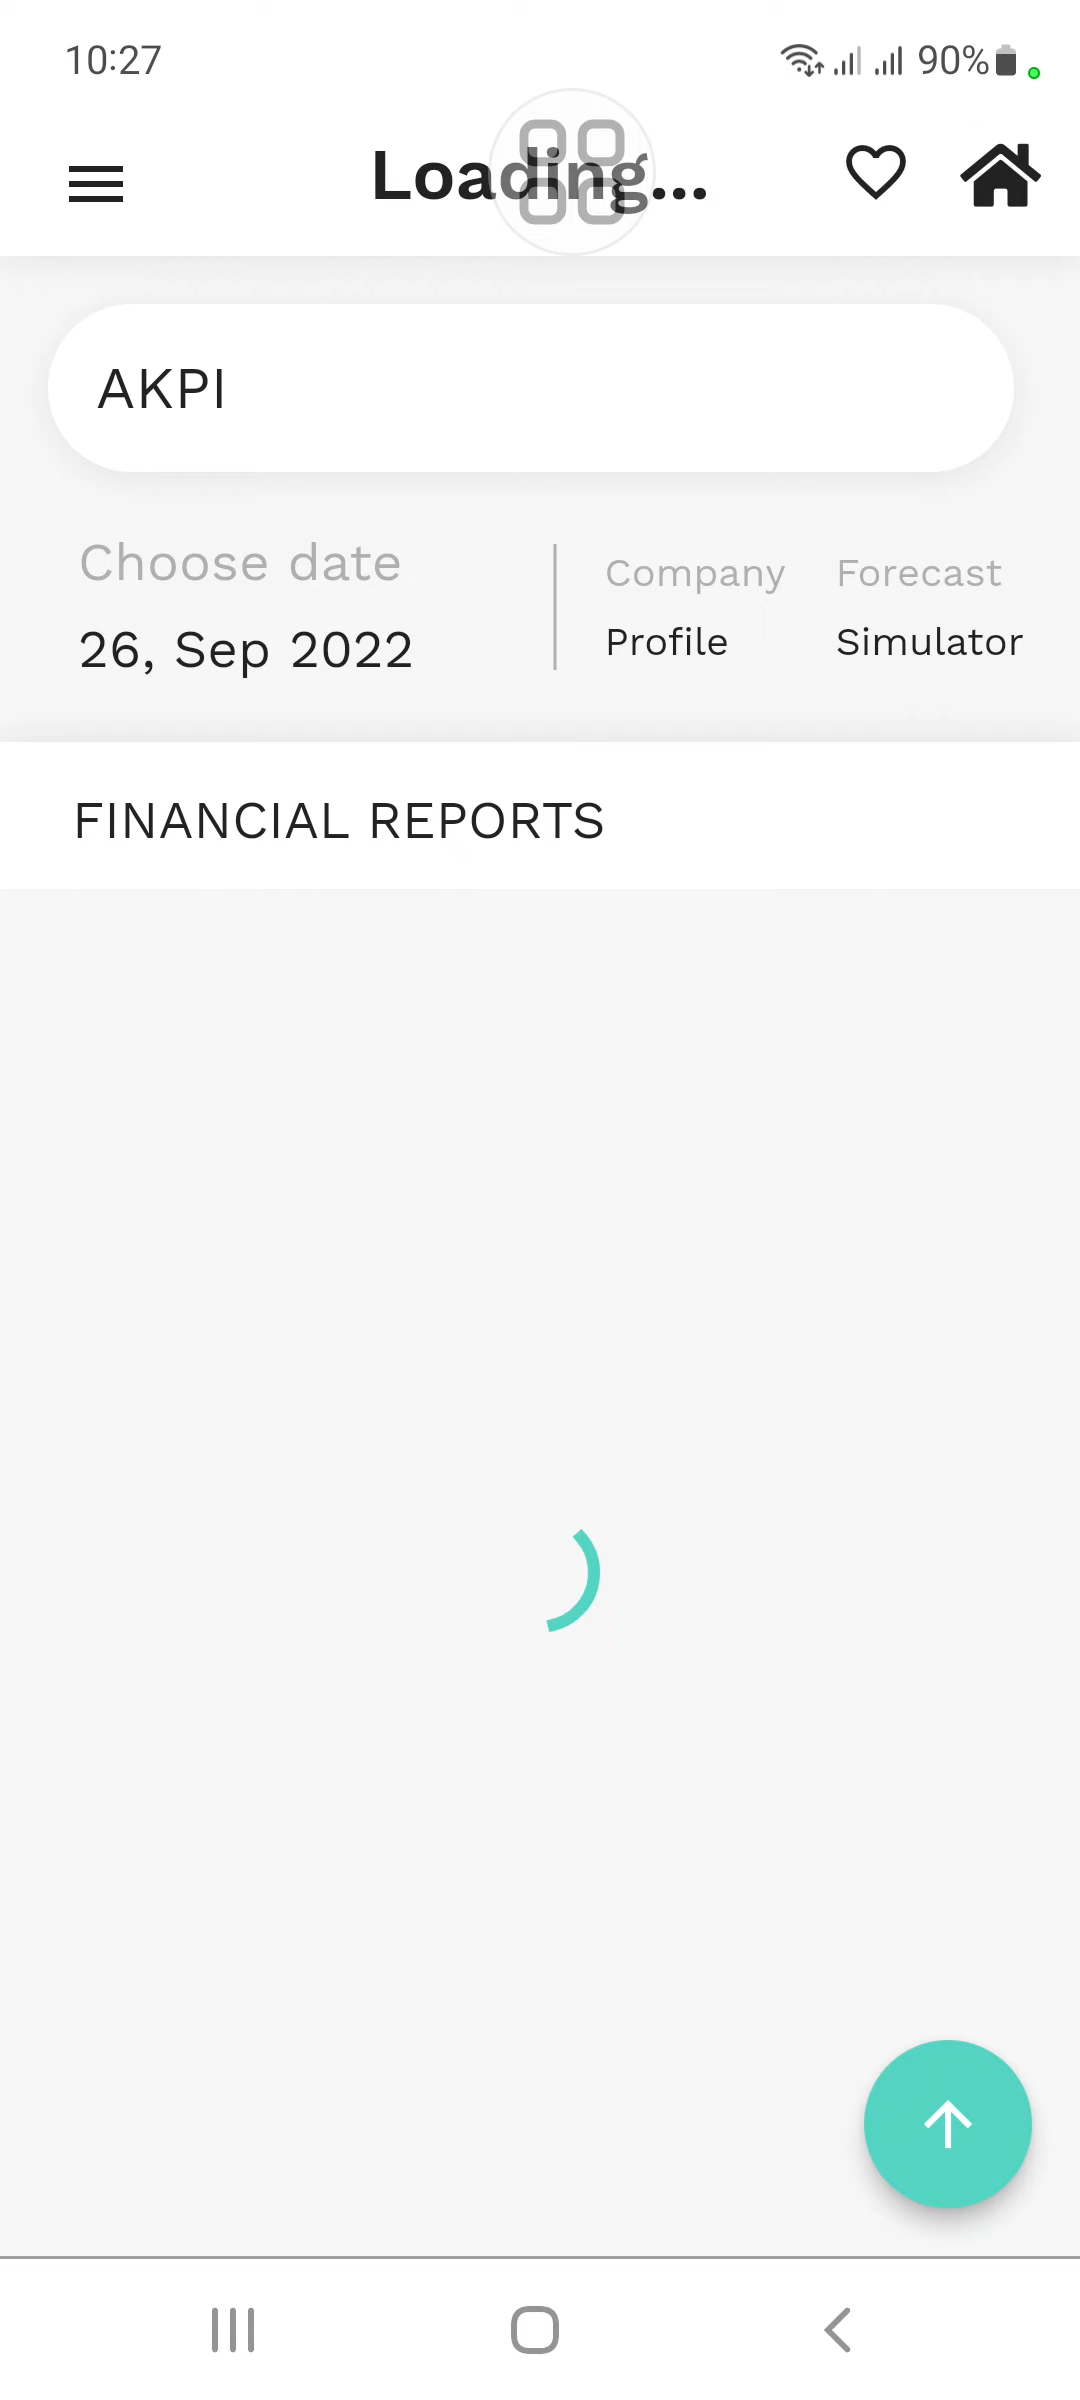 10:27
90%
Loading...
AKPI
Choose date
26, Sep 2022
Company
Profile
Forecast
Simulator
FINANCIAL REPORTS